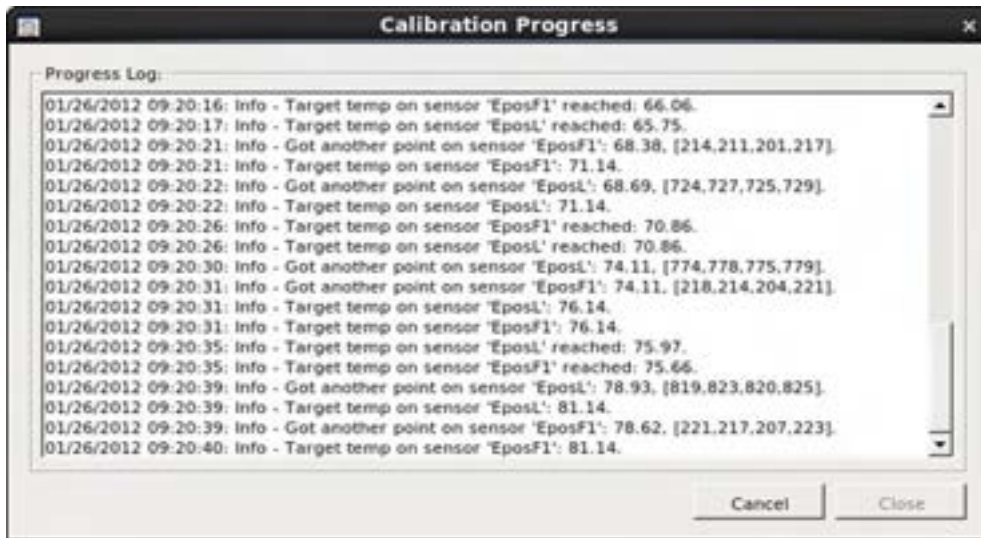 Calibration Progress
Progress Log:
01/26/2012 09:20:16: Info - Target temp on sensor 'EposF1' reached: 66.06.
01/26/2012 09:20:17: Info - Target temp on sensor 'EposL' reached: 65.75.
01/26/2012 09:20:21: Info - Got another point on sensor 'EposF1': 68.38, [214,211,201,217].
01/26/2012 09:20:21: Info - Target temp on sensor 'EposF1': 71.14.
01/26/2012 09:20:22: Info - Got another point on sensor 'EposL': 68.69, [724,727,725,729].
01/26/2012 09:20:22: Info - Target temp on sensor 'EposL': 71.14.
01/26/2012 09:20:26: Info - Target temp on sensor 'EposF1' reached: 70.86.
01/26/2012 09:20:26: Info - Target temp on sensor 'EposL' reached: 70.86.
01/26/2012 09:20:30: Info - Got another point on sensor 'EposL': 74.11, [774,778,775,779].
01/26/2012 09:20:31: Info - Got another point on sensor 'EposF1': 74.11, [218,214,204,221].
01/26/2012 09:20:31: Info - Target temp on sensor 'EposL': 76.14.
01/26/2012 09:20:31: Info - Target temp on sensor 'EposF1': 76.14.
01/26/2012 09:20:35: Info - Target temp on sensor 'EposL' reached: 75.97.
01/26/2012 09:20:35: Info - Target temp on sensor 'EposF1' reached: 75.66.
01/26/2012 09:20:39: Info - Got another point on sensor 'EposL': 78.93, [819,823,820,825].
01/26/2012 09:20:39: Info - Target temp on sensor 'EposL': 81.14.
01/26/2012 09:20:39: Info - Got another point on sensor 'EposF1': 78.62, [221,217,207,223].
01/26/2012 09:20:40: Info - Target temp on sensor 'EposF1': 81.14.
Cancel Close